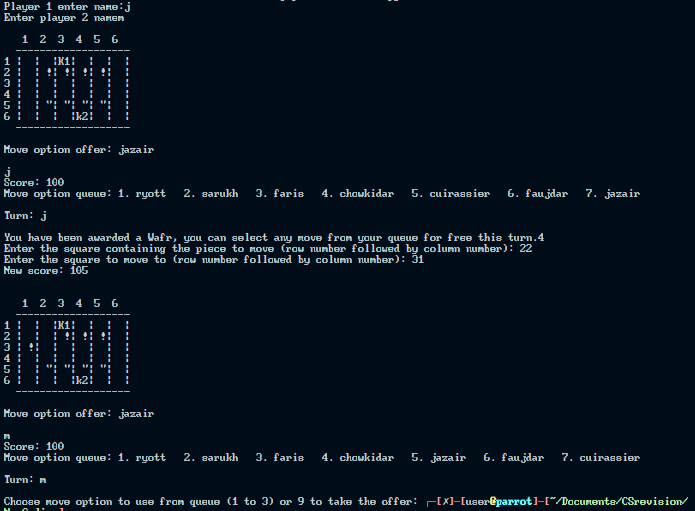 Player 1 enter name:j
Enter player 2 namem
1 2 3 4 5 6
-------------------
1 | | |K1| | | |
2 | | !| !| !| !| |
3 | | | | | | |
4 | | | | | | |
5 | | "| "| "| "| |
6 | | | |k2| | |
-------------------
Move option offer: jazair
j
Score: 100
Move option queue: 1. ryott 2. sarukh 3. faris 4. chowkidar 5. cuirassier 6. faujdar 7. jazair
Turn: j
You have been awarded a Wafr, you can select any move from your queue for free this turn.4
Enter the square containing the piece to move (row number followed by column number): 22
Enter the square to move to (row number followed by column number): 31
New score: 105
1 2 3 4 5 6
-------------------
1 | | |K1| | | |
2 | | | !| !| !| |
3 | !| | | | | |
4 | | | | | | |
5 | | "| "| "| "| |
6 | | | |k2| | |
-------------------
Move option offer: jazair
m
Score: 100
Move option queue: 1. ryott 2. sarukh 3. faris 4. chowkidar 5. jazair 6. faujdar 7. cuirassier
Turn: m
Choose move option to use from queue (1 to 3) or 9 to take the offer: ┌─[✗]─[user@parrot]─[~/Documents/CSrevision/